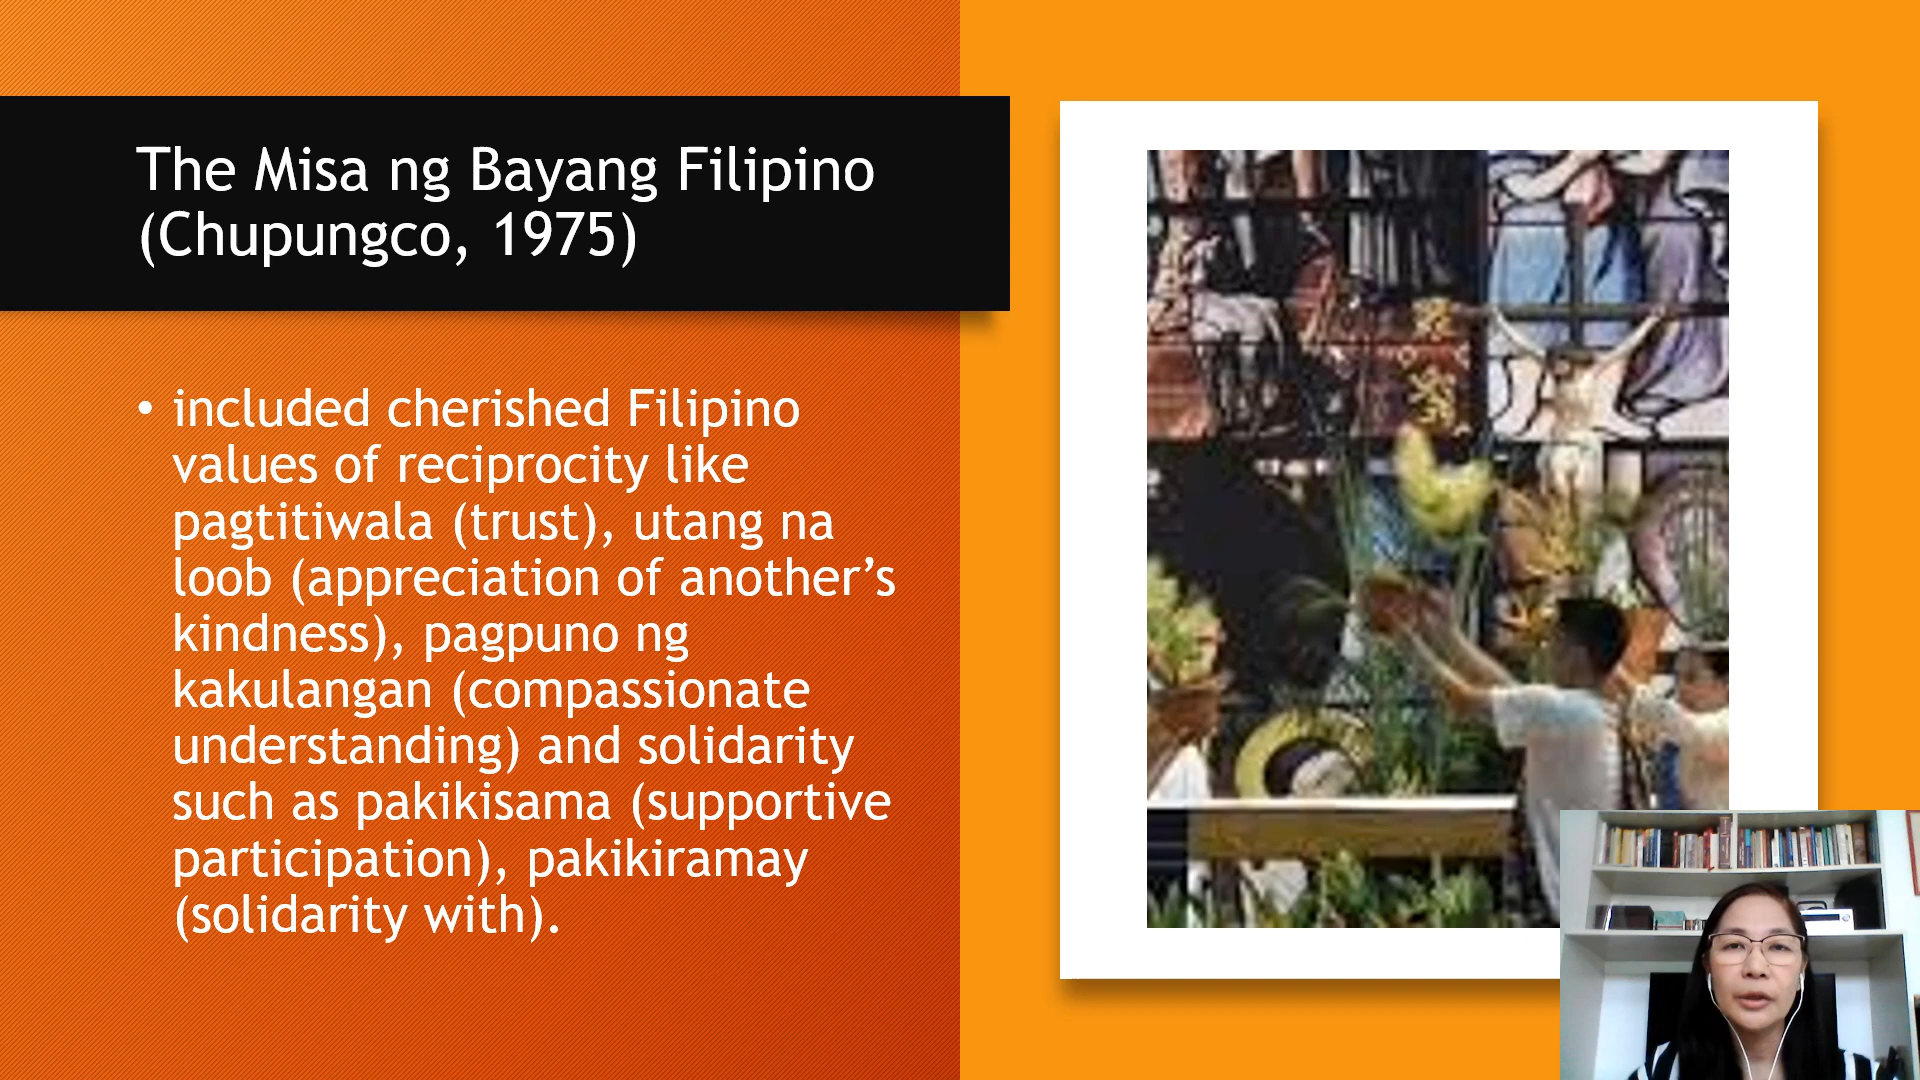 The Misa ng Bayang Filipino
(Chupungco, 1975)
• included cherished Filipino
values of reciprocity like
pagtitiwala (trust), utang na
loob (appreciation of another’s
kindness), pagpuno ng
kakulangan (compassionate
understanding) and solidarity
such as pakikisama (supportive
participation), pakikiramay
(solidarity with).